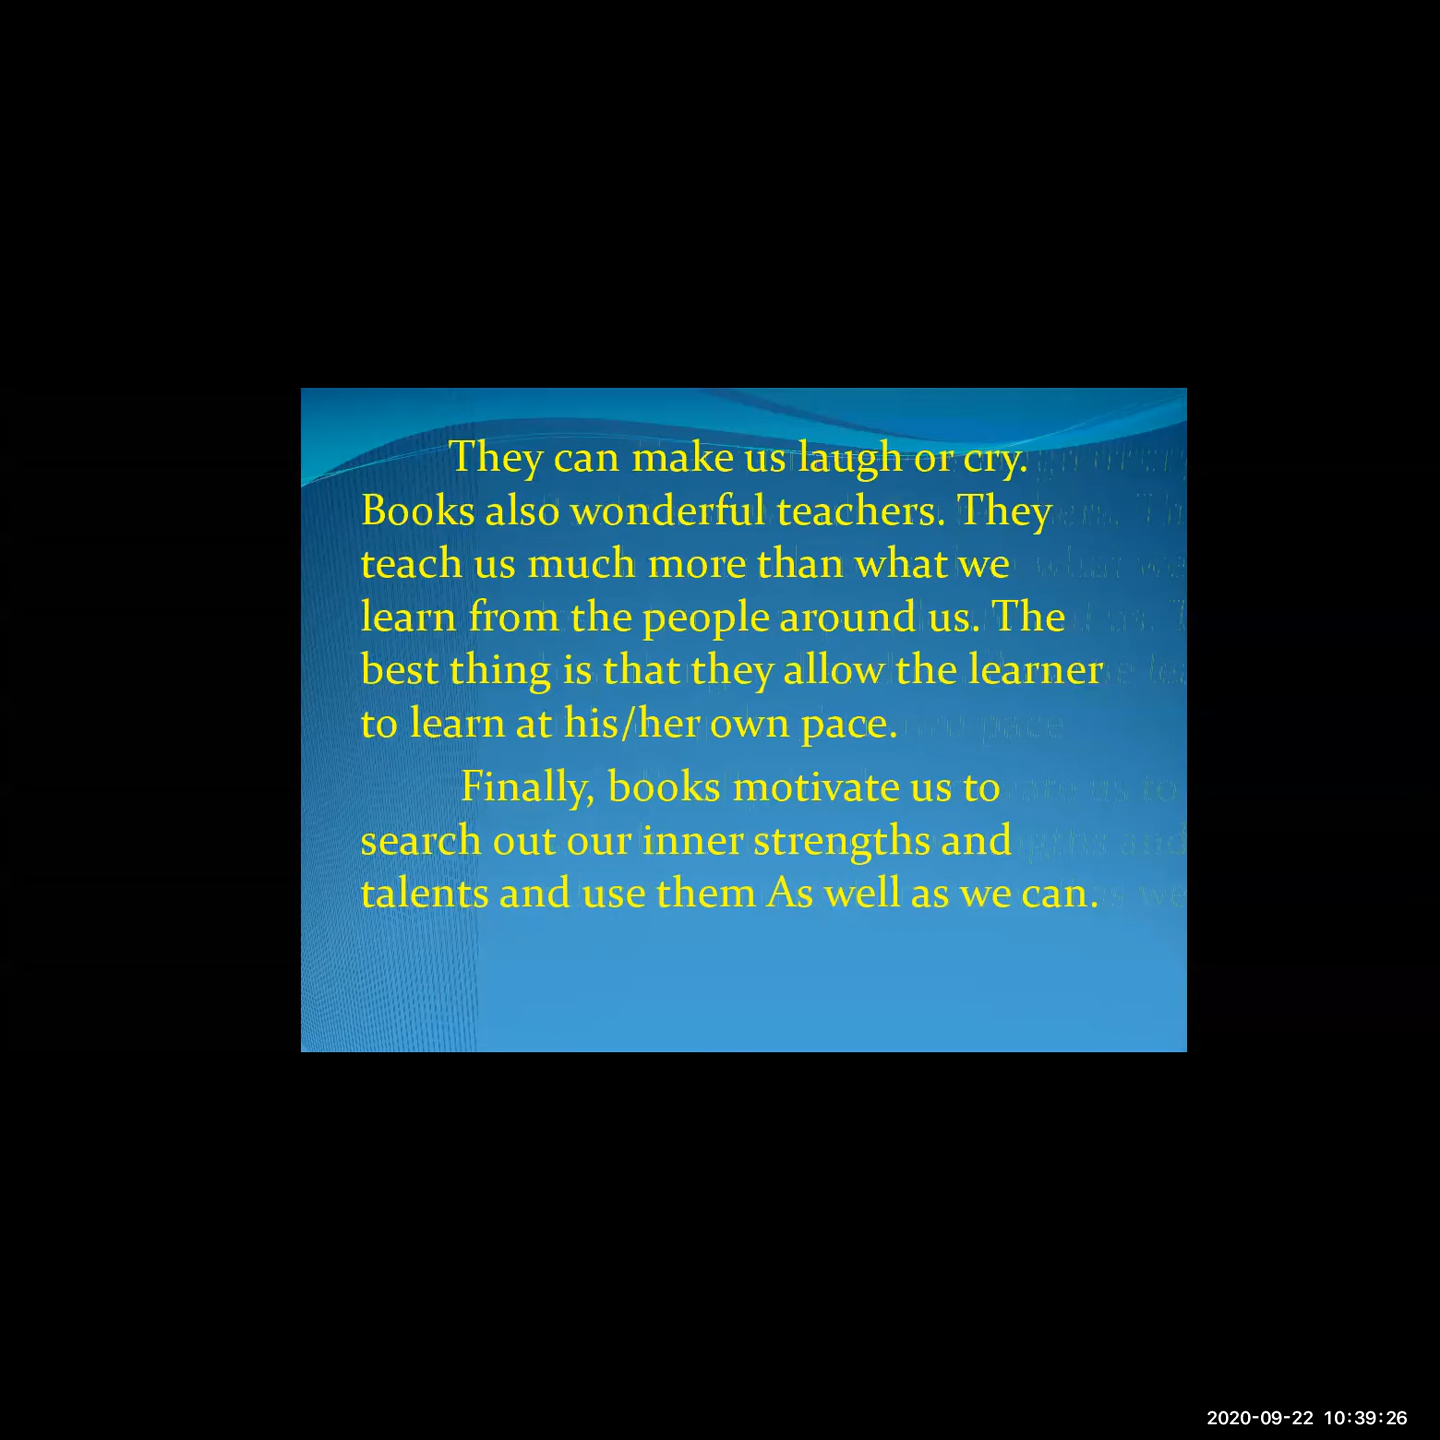 They can make us laugh or cry.
Books also wonderful teachers. They
teach us much more than what we
learn from the people around us. The
best thing is that they allow the learner
to learn at his/her own pace.
Finally, books motivate us to
search out our inner strengths and
talents and use them As well as we can.
2020-09-22 10:39:26